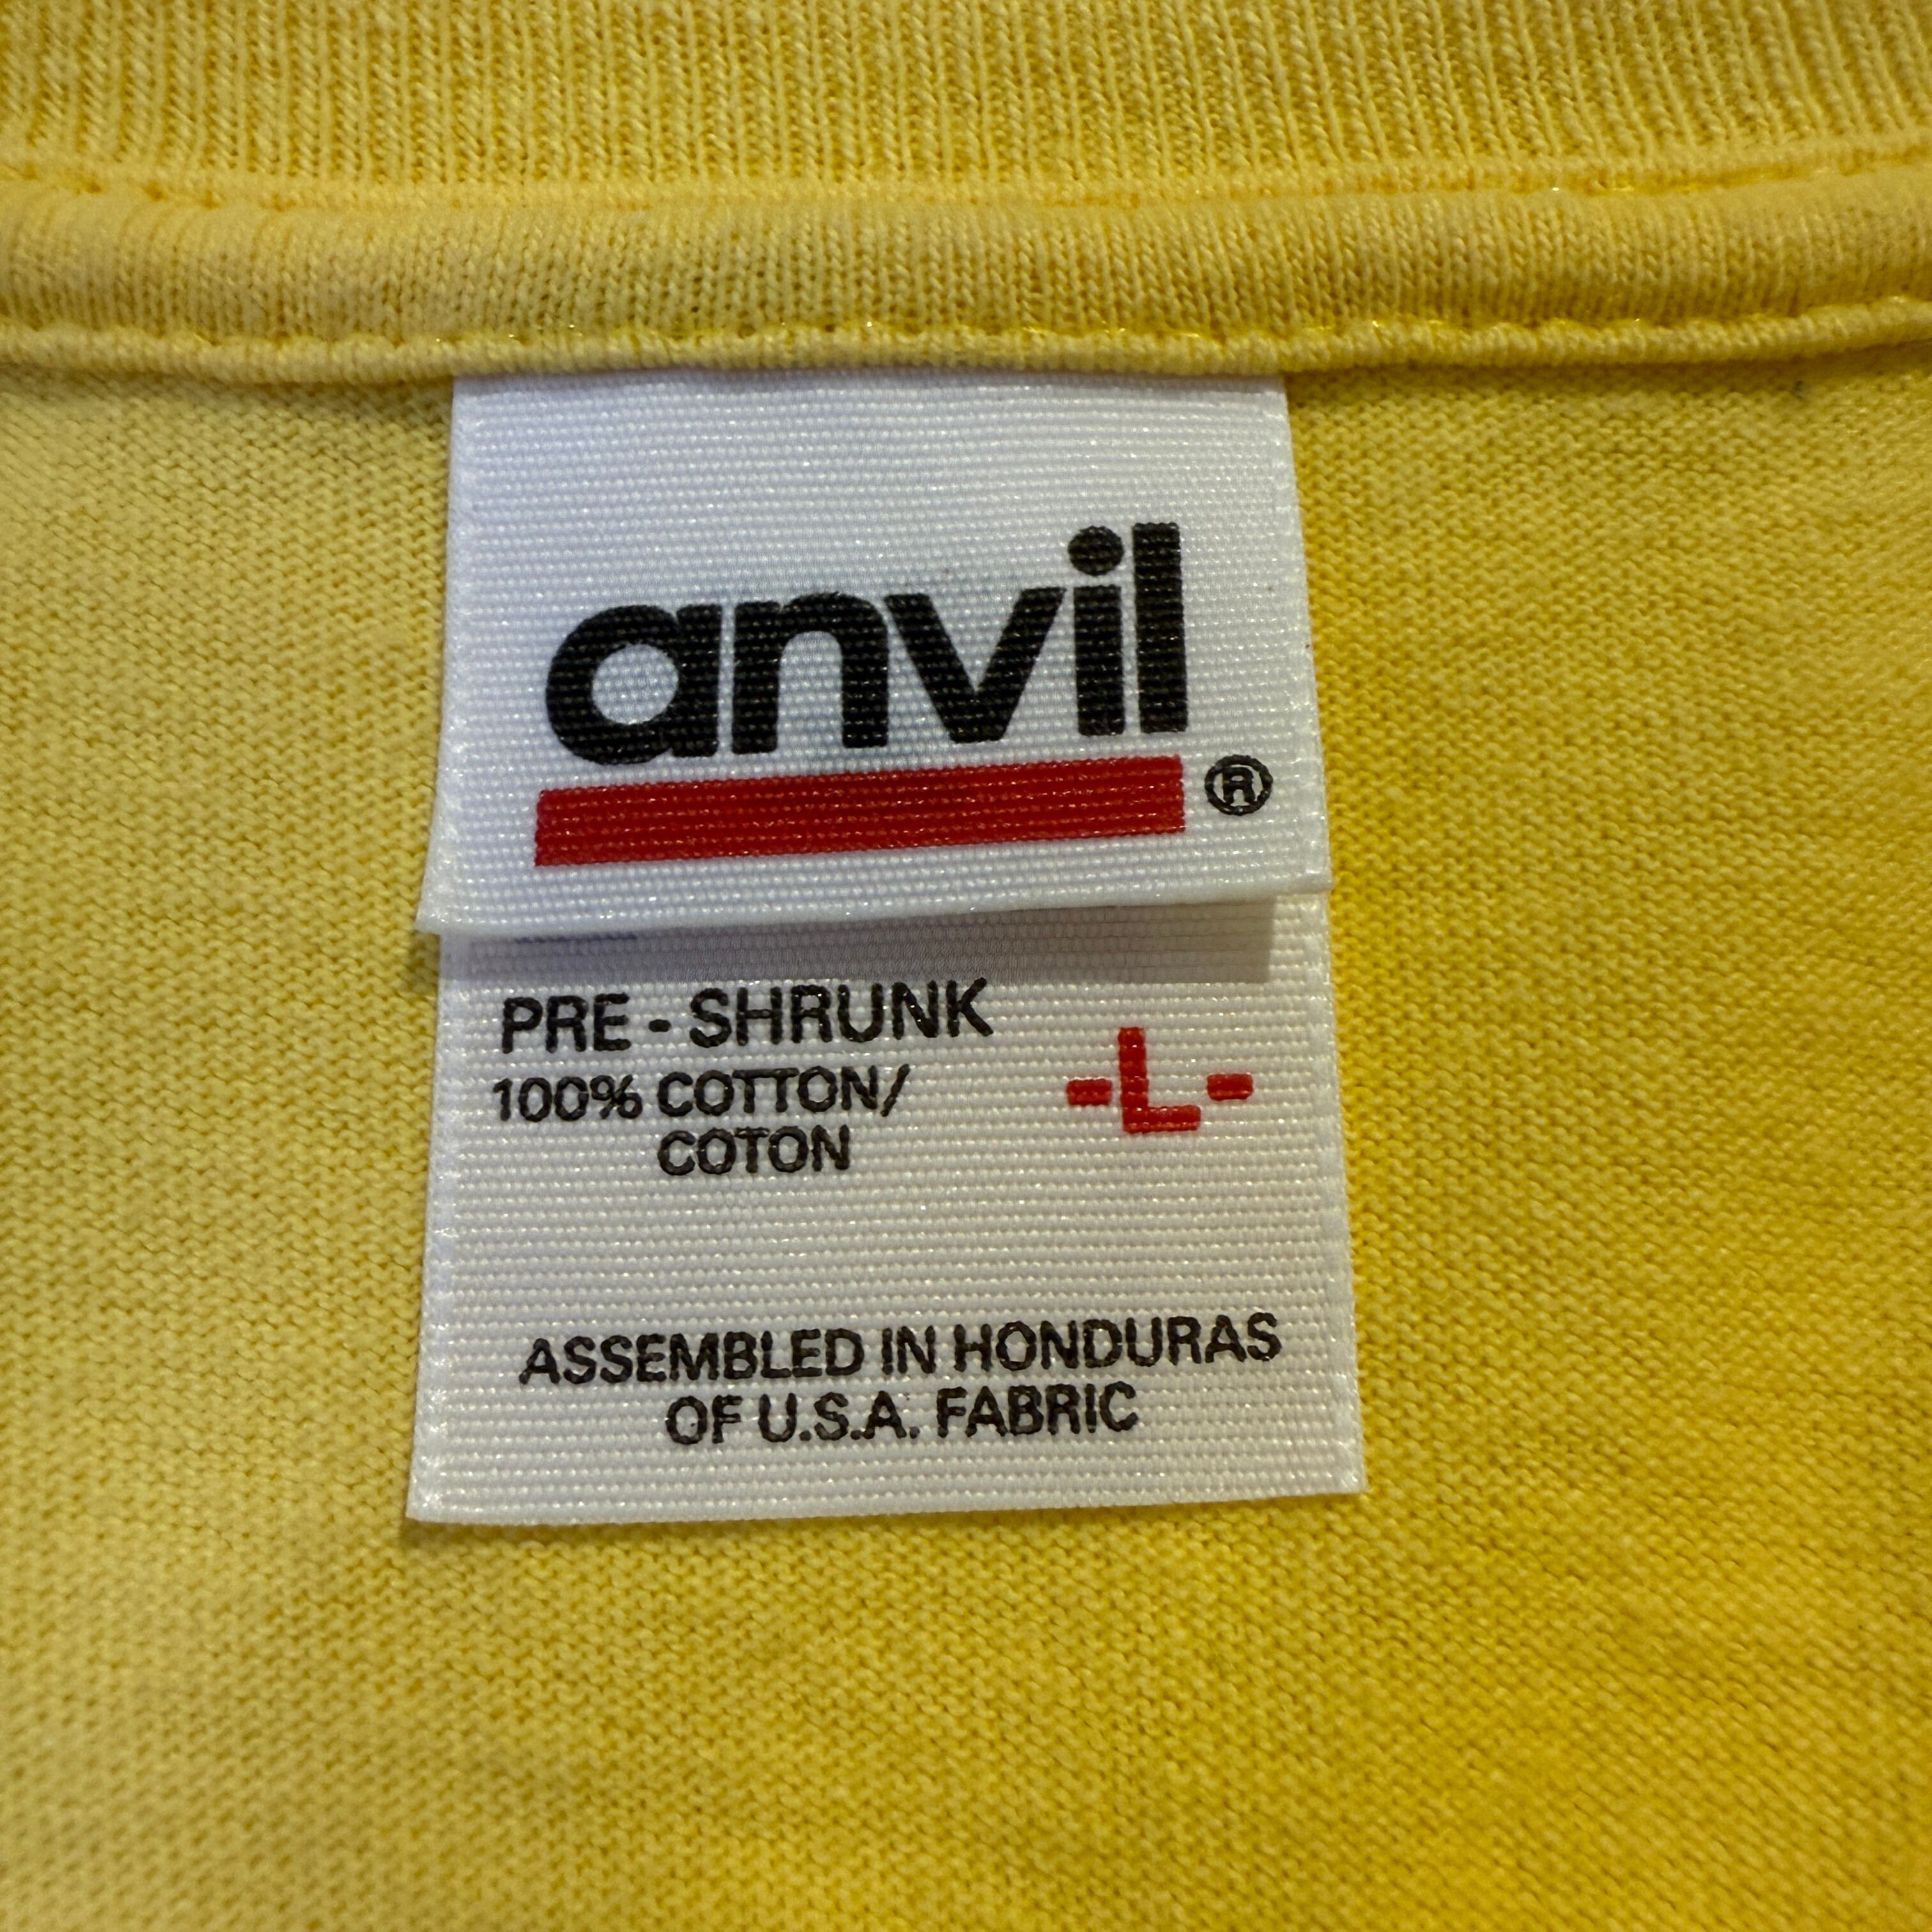 anvil
®
PRE - SHRUNK
100% COTTON/
COTON
-L-
ASSEMBLED IN HONDURAS
OF U.S.A. FABRIC